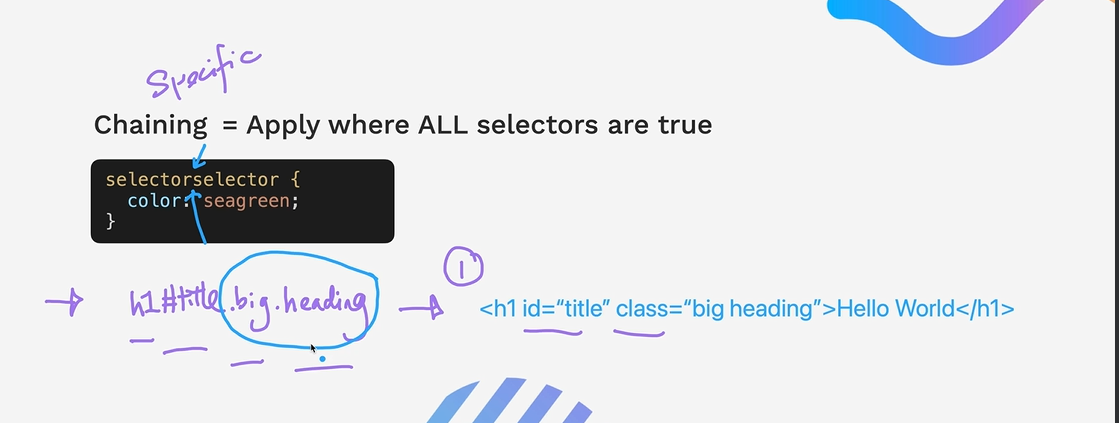 Specific
Chaining = Apply where ALL selectors are true
selectorselector {
color: seagreen;
}
1
h1#title.big.heading
<h1 id=“title” class=“big heading”>Hello World</h1>